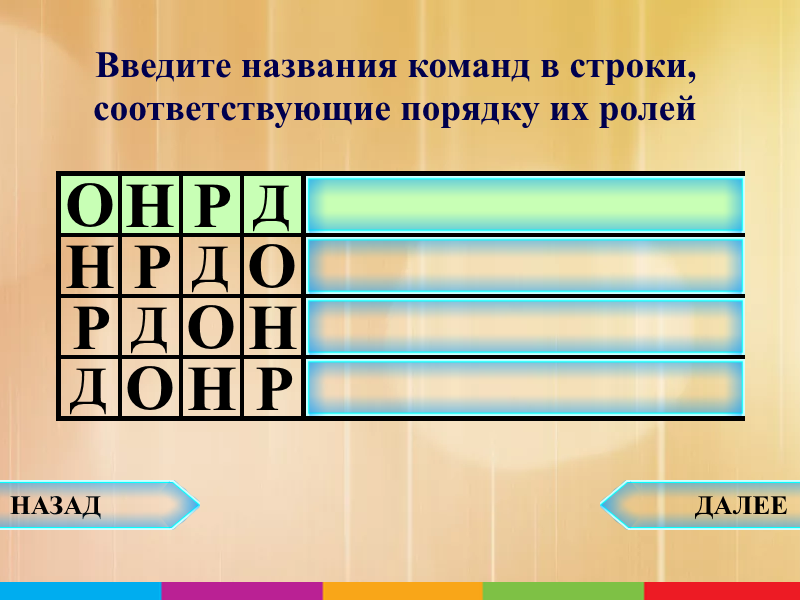 Введите названия команд в строки,
соответствующие порядку их ролей
О Н Р Д
Н Р Д О
Р Д О Н
Д О Н Р
НАЗАД
ДАЛЕЕ